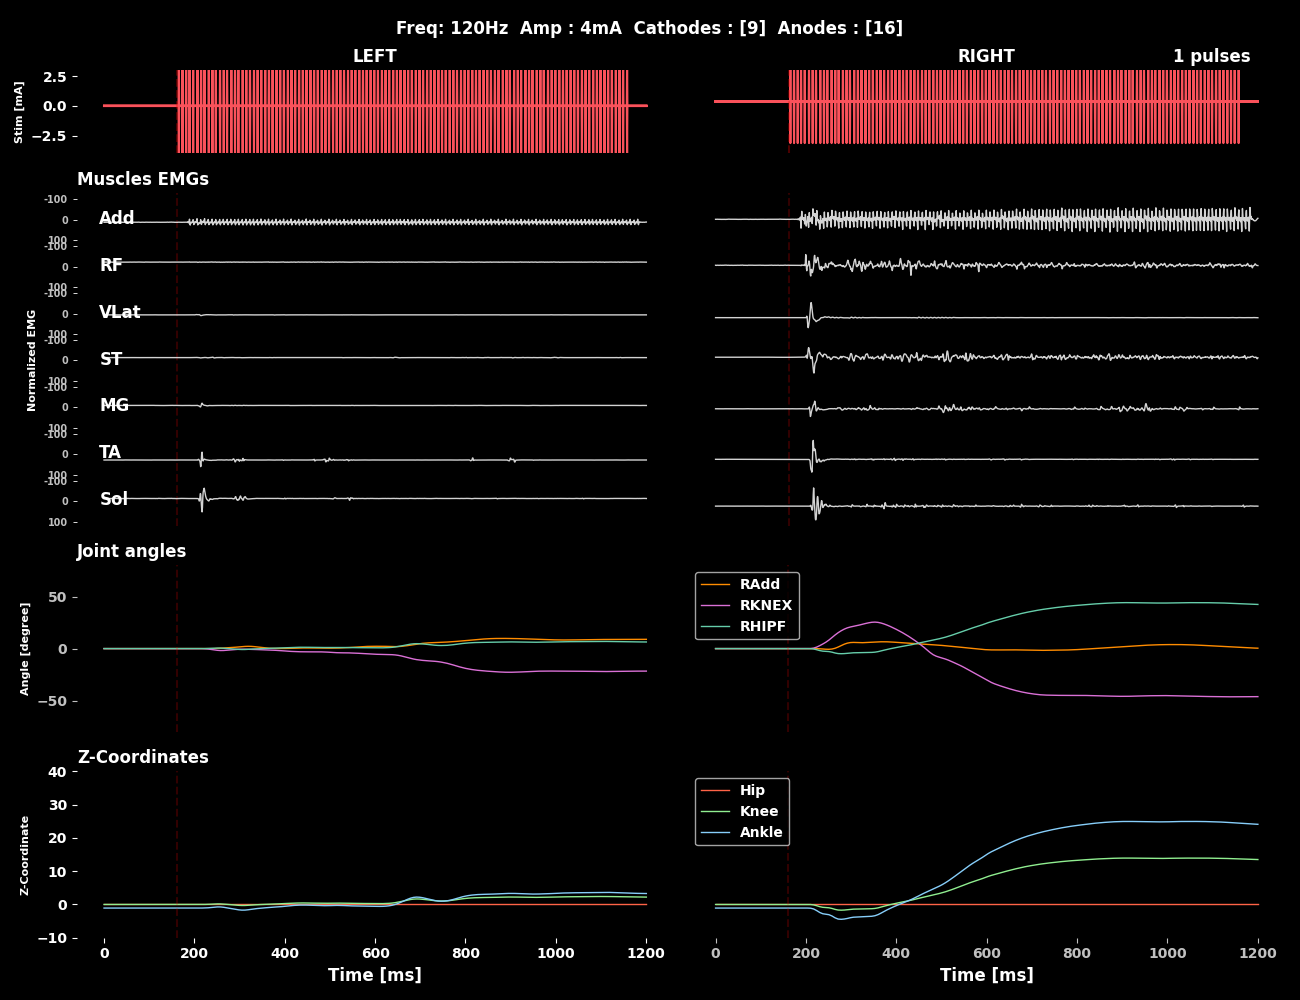 Freq: 120Hz  Amp : 4mA  Cathodes : [9]  Anodes : [16]
LEFT
RIGHT
1 pulses
Stim [mA]
2.5
0.0
−2.5
Muscles EMGs
Normalized EMG
-100
Add
0
100
-100
RF
0
100
-100
VLat
0
100
-100
ST
0
100
-100
MG
0
100
-100
TA
0
100
-100
Sol
0
100
Joint angles
Angle [degree]
50
0
−50
RAdd
RKNEX
RHIPF
Z-Coordinates
Z-Coordinate
40
30
20
10
0
−10
Hip
Knee
Ankle
0 200 400 600 800 1000 1200
0 200 400 600 800 1000 1200
Time [ms]
Time [ms]